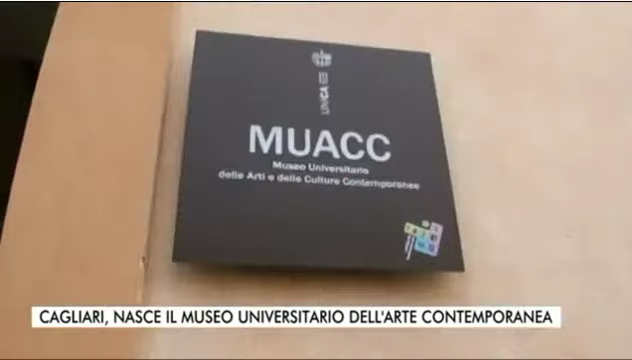 UNICA
MUACC
Museo Universitario
delle Arti e delle Culture Contemporanee
CAGLIARI, NASCE IL MUSEO UNIVERSITARIO DELL'ARTE CONTEMPORANEA